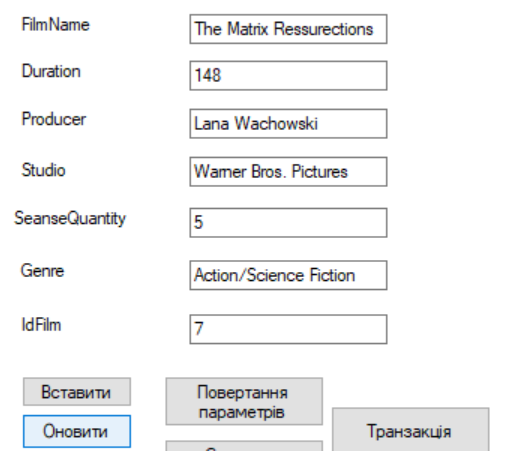 FilmName The Matrix Ressurections
Duration 148
Producer Lana Wachowski
Studio Warner Bros. Pictures
SeanseQuantity 5
Genre Action/Science Fiction
IdFilm 7
Вставити
Повертання
параметрів
Оновити
Транзакція